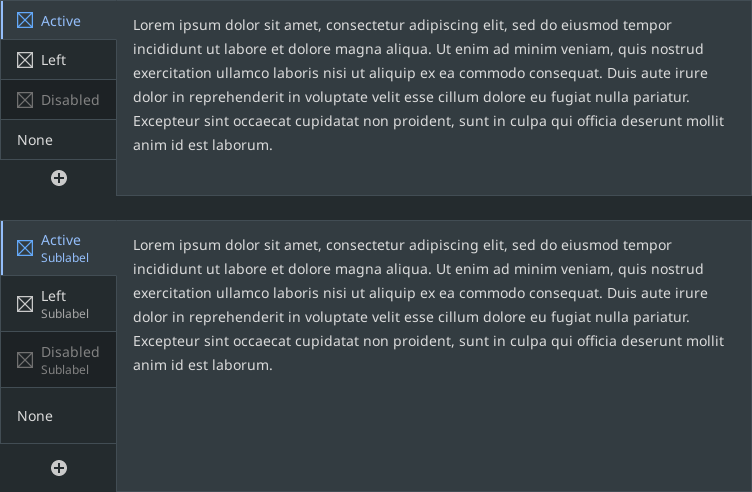 Active
Left
Disabled
None
Lorem ipsum dolor sit amet, consectetur adipiscing elit, sed do eiusmod tempor
incididunt ut labore et dolore magna aliqua. Ut enim ad minim veniam, quis nostrud
exercitation ullamco laboris nisi ut aliquip ex ea commodo consequat. Duis aute irure
dolor in reprehenderit in voluptate velit esse cillum dolore eu fugiat nulla pariatur.
Excepteur sint occaecat cupidatat non proident, sunt in culpa qui officia deserunt mollit
anim id est laborum.
Active
Sublabel
Left
Sublabel
Disabled
Sublabel
None
Lorem ipsum dolor sit amet, consectetur adipiscing elit, sed do eiusmod tempor
incididunt ut labore et dolore magna aliqua. Ut enim ad minim veniam, quis nostrud
exercitation ullamco laboris nisi ut aliquip ex ea commodo consequat. Duis aute irure
dolor in reprehenderit in voluptate velit esse cillum dolore eu fugiat nulla pariatur.
Excepteur sint occaecat cupidatat non proident, sunt in culpa qui officia deserunt mollit
anim id est laborum.